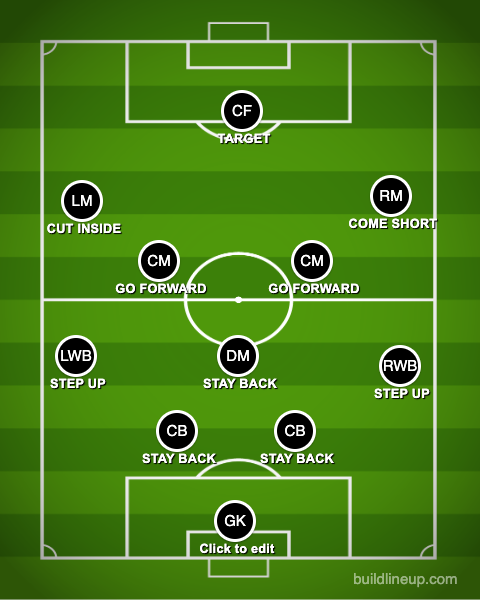 CF
TARGET
LM
RM
CUT INSIDE
COME SHORT
CM
CM
GO FORWARD
GO FORWARD
LWB
DM
RWB
STEP UP
STAY BACK
STEP UP
CB
CB
STAY BACK
STAY BACK
GK
Click to edit
buildlineup.com